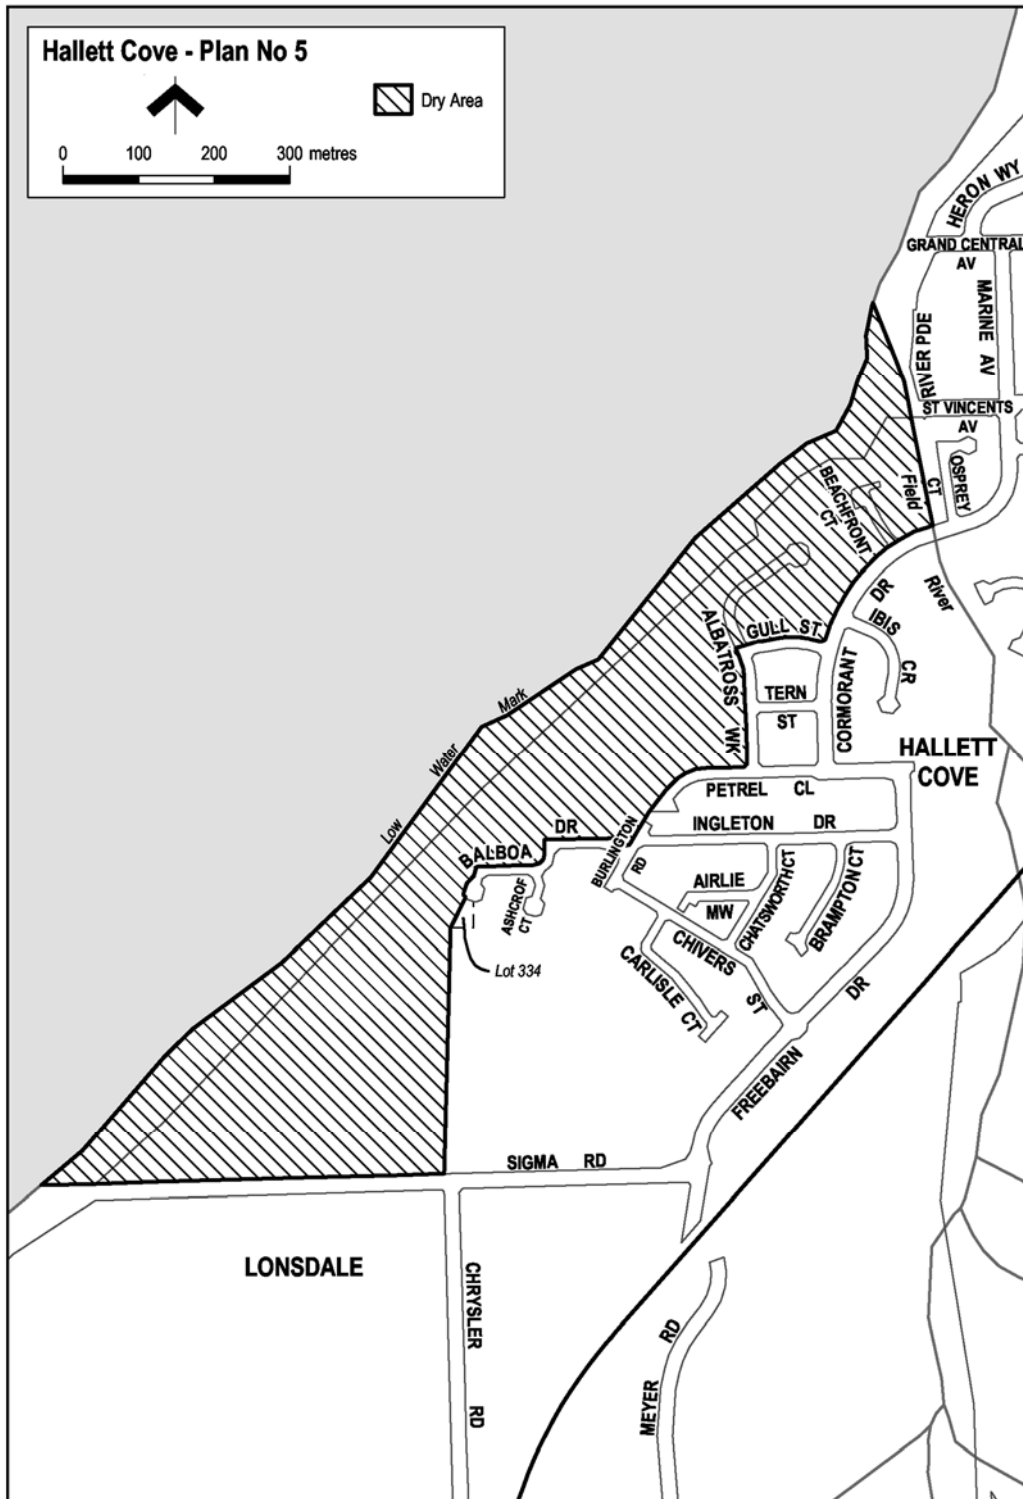 Hallett Cove - Plan No 5
Dry Area
0 100 200 300 metres
HERON WY
GRAND CENTRAL
AV
MARINE AV
RIVER PDE
ST VINCENTS
AV
OSPREY
CT
Field
River
BEACHFRONT
CT
DR
IBIS
CR
GULL ST
ALBATROSS
WK
TERN
ST
CORMORANT
HALLETT
COVE
Low Water Mark
PETREL CL
INGLETON DR
BALBOA DR
BURLINGTON
RD
ASHCROF
CT
AIRLIE
MW
CHATSWORTH CT
BRAMPTON CT
CHIVERS
ST
CARLISLE CT
Lot 334
FREEBAIRN
DR
SIGMA RD
LONSDALE
CHRYSLER
RD
MEYER
RD